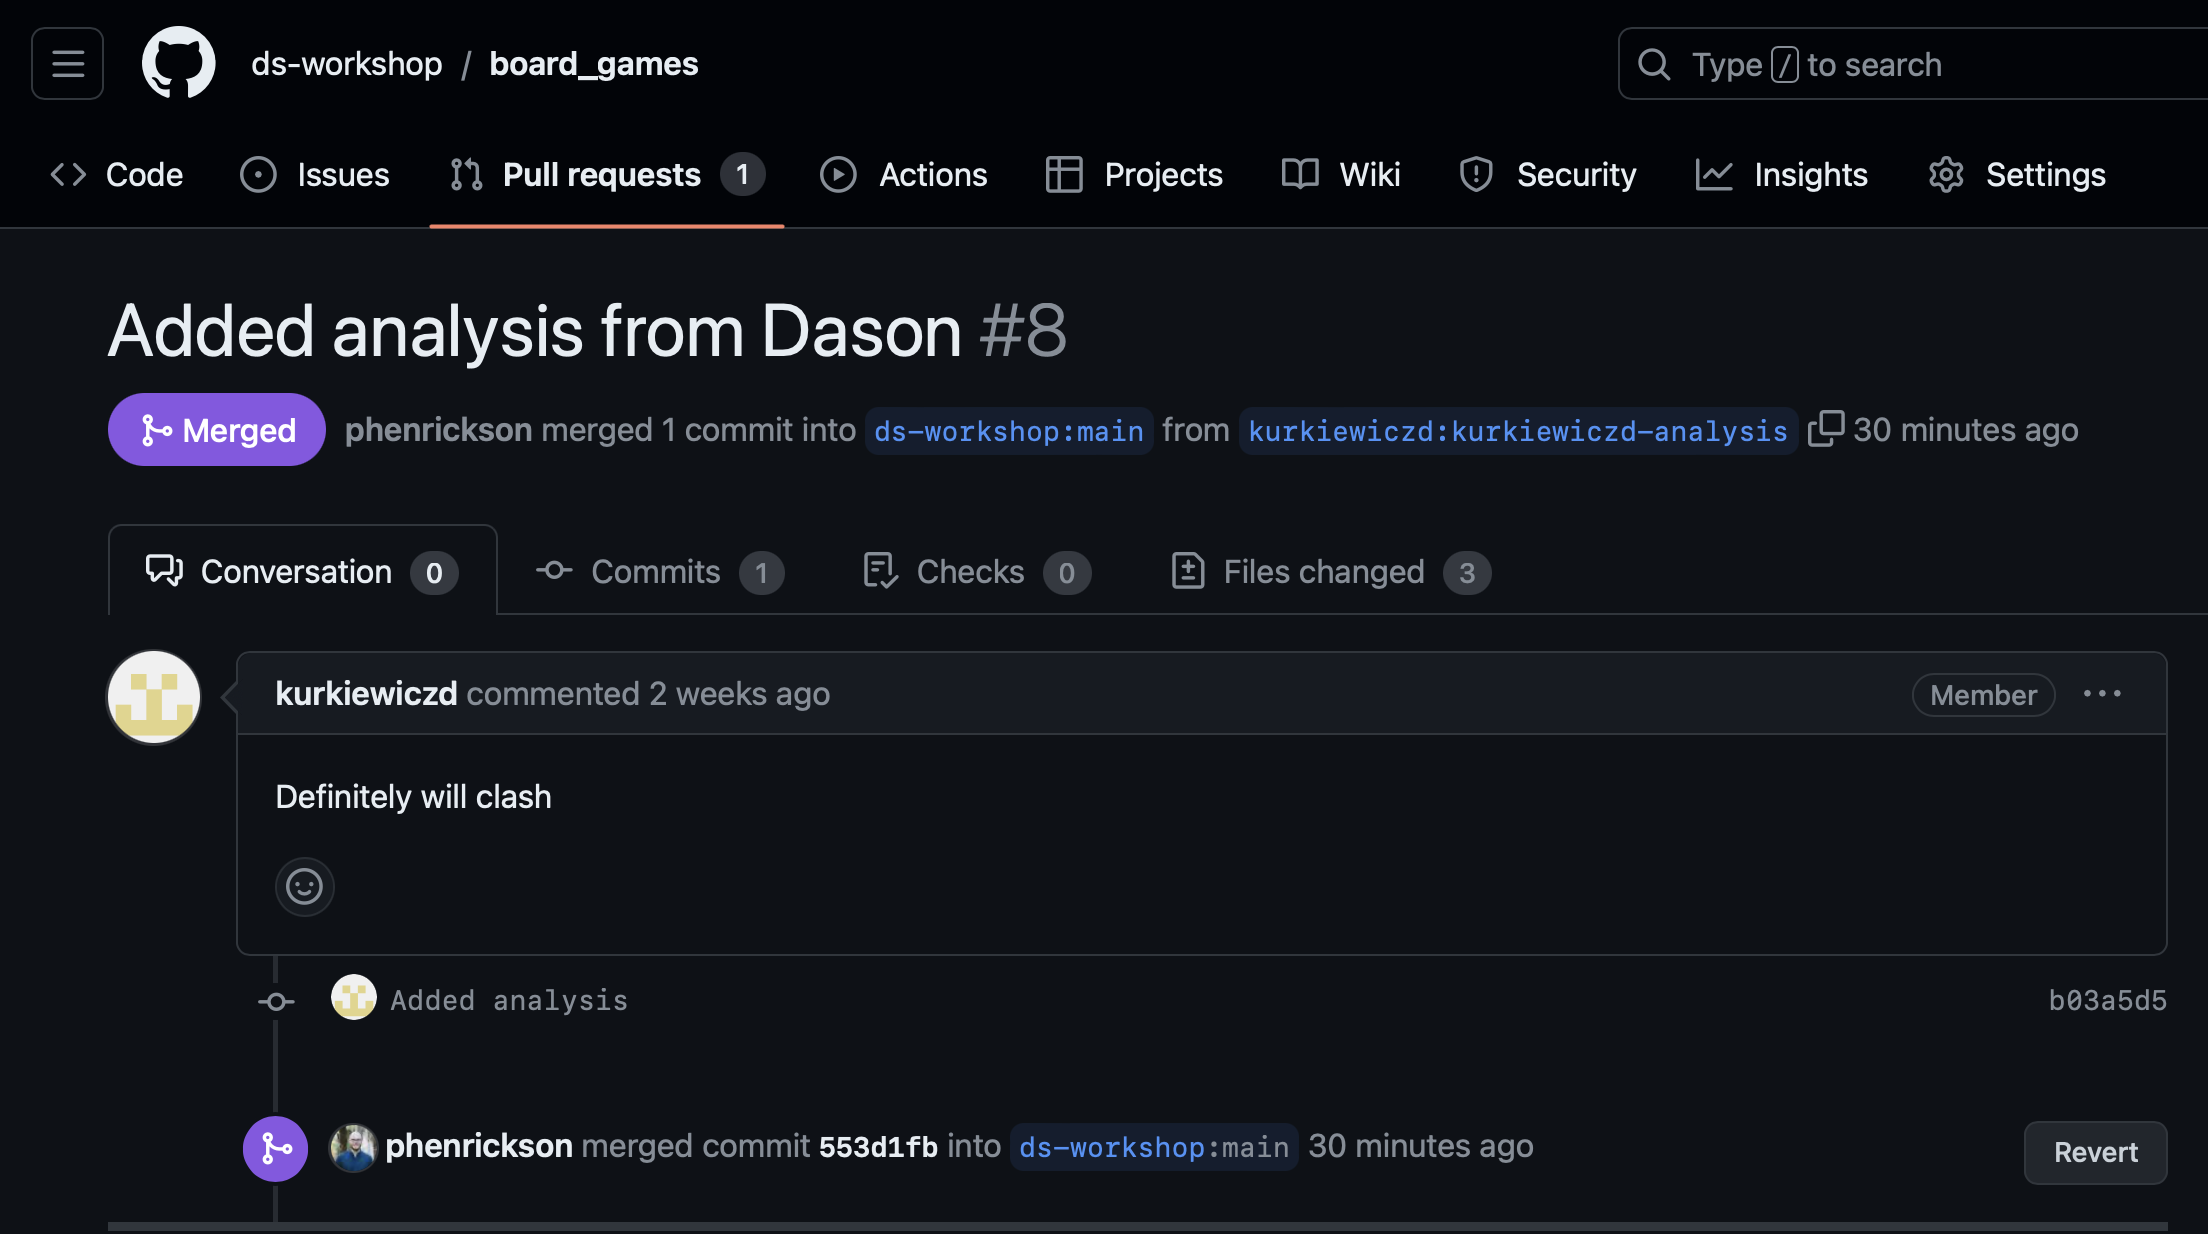 ds-workshop / board_games
Type / to search
Code Issues Pull requests 1 Actions Projects Wiki Security Insights Settings
Added analysis from Dason #8
Merged phenrickson merged 1 commit into ds-workshop:main from kurkiewiczd:kurkiewiczd-analysis 30 minutes ago
Conversation 0 Commits 1 Checks 0 Files changed 3
kurkiewiczd commented 2 weeks ago Member ...
Definitely will clash
Added analysis b03a5d5
phenrickson merged commit 553d1fb into ds-workshop:main 30 minutes ago Revert